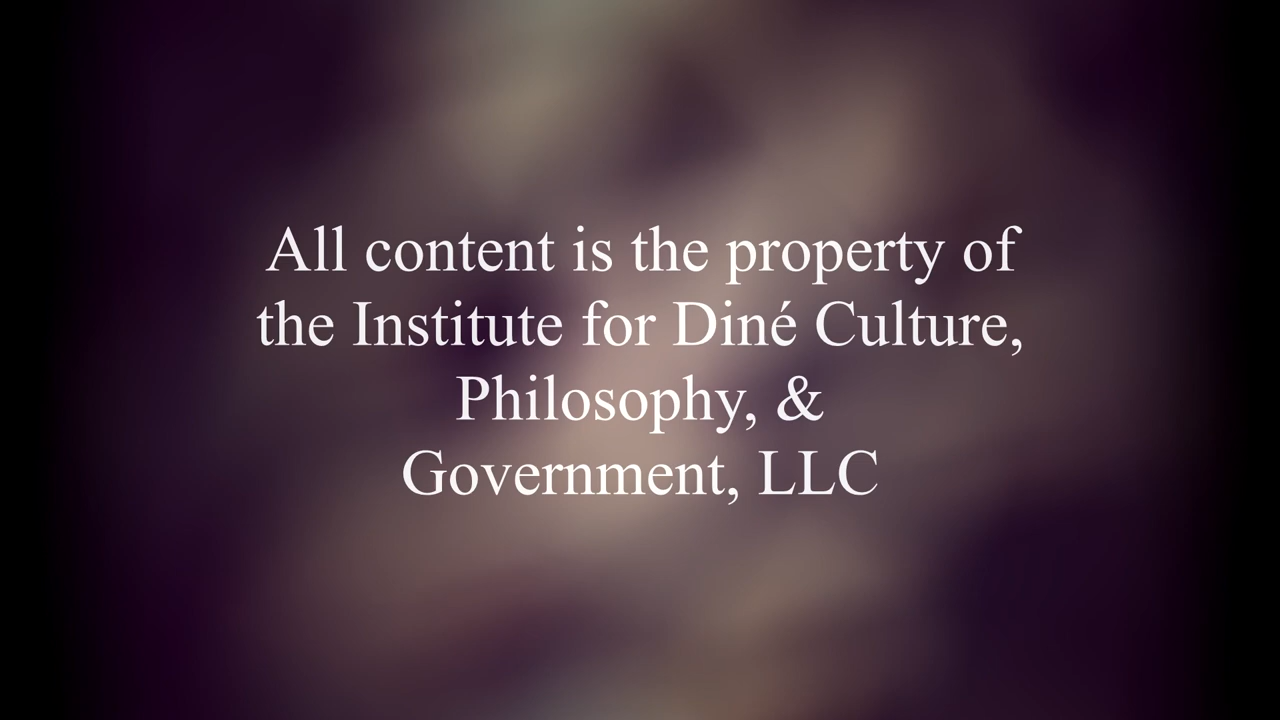 All content is the property of
the Institute for Diné Culture,
Philosophy, &
Government, LLC